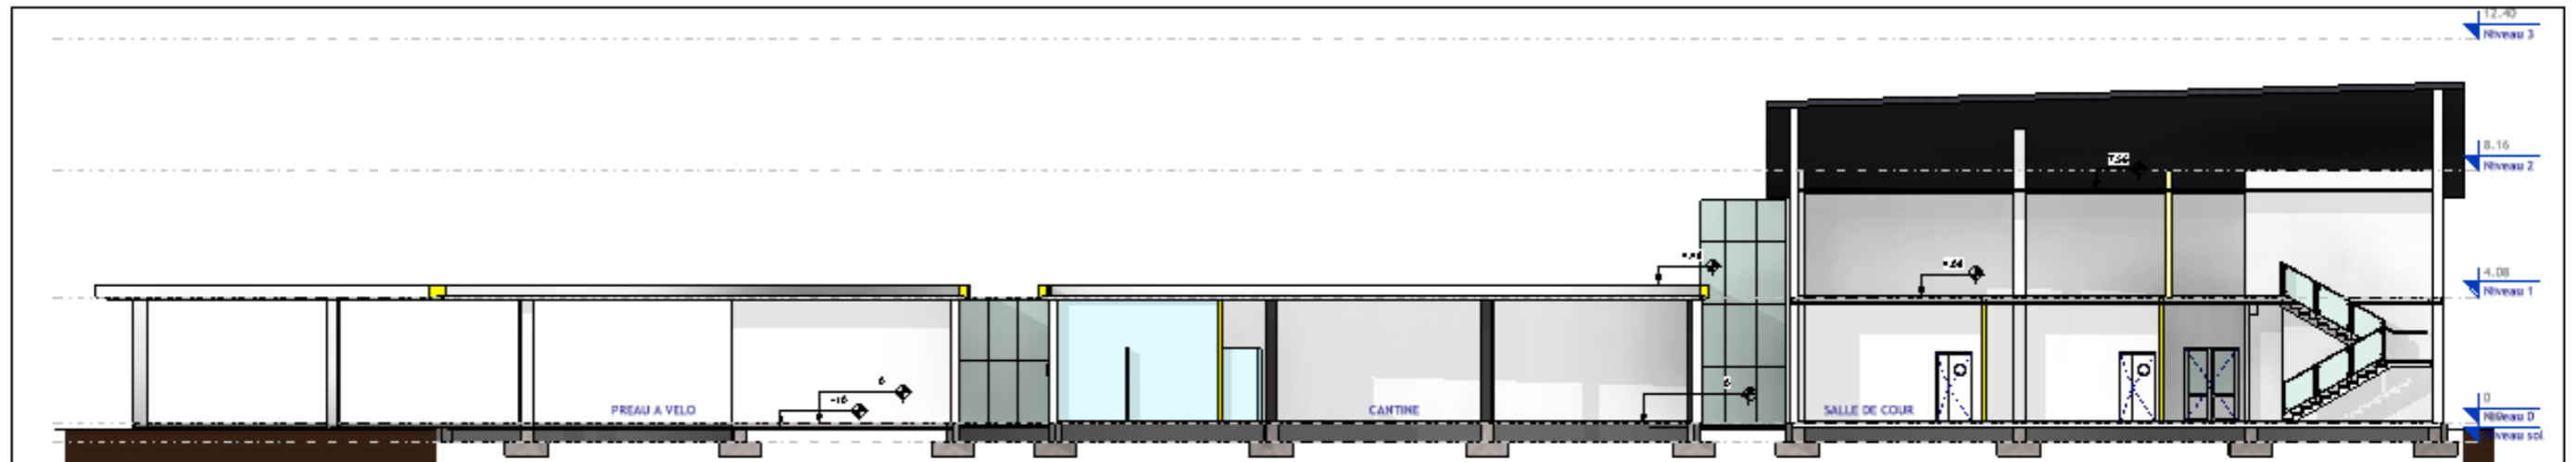 12.40
Niveau 3
8.16
Niveau 2
4.08
Niveau 1
PREAU A VELO
CANTINE
SALLE DE COUR
0
Niveau 0
Niveau sol